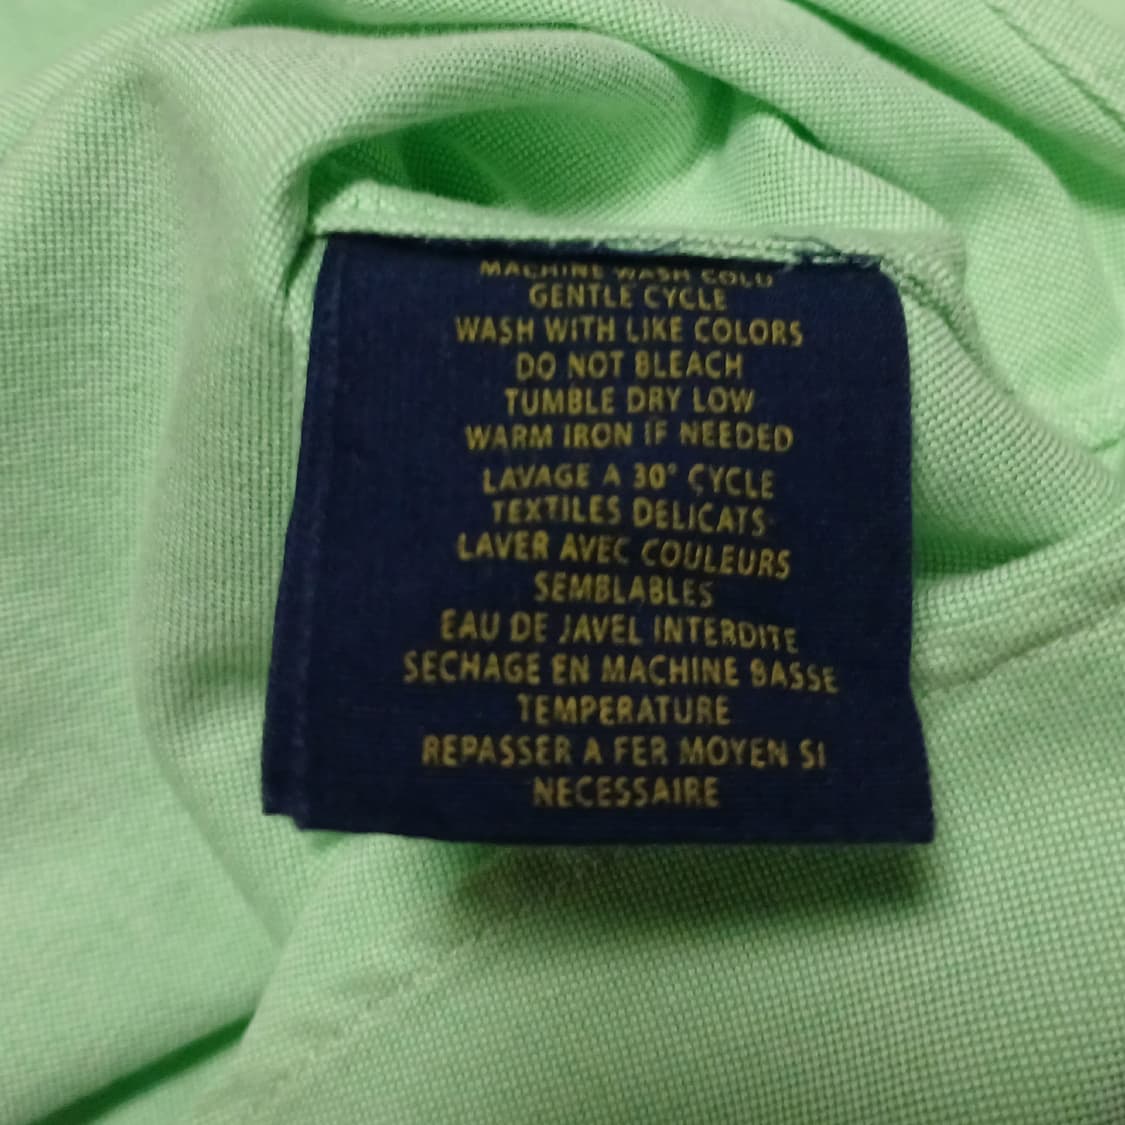 MACHINE WASH COLD
GENTLE CYCLE
WASH WITH LIKE COLORS
DO NOT BLEACH
TUMBLE DRY LOW
WARM IRON IF NEEDED
LAVAGE A 30° CYCLE
TEXTILES DELICATS
LAVER AVEC COULEURS
SEMBLABLES
EAU DE JAVEL INTERDITE
SECHAGE EN MACHINE BASSE
TEMPERATURE
REPASSER A FER MOYEN SI
NECESSAIRE